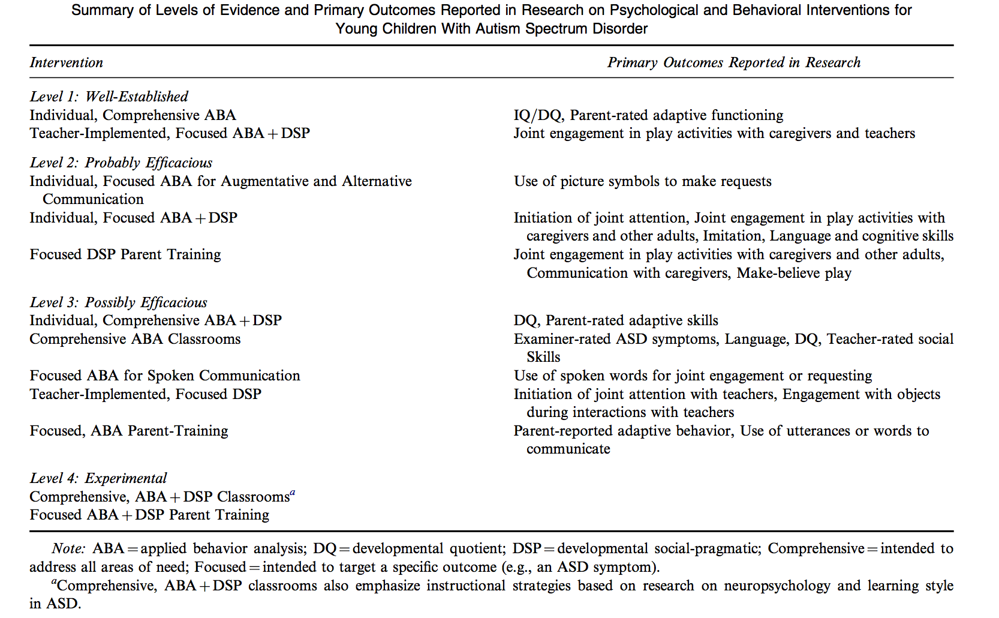 Summary of Levels of Evidence and Primary Outcomes Reported in Research on Psychological and Behavioral Interventions for
Young Children With Autism Spectrum Disorder
Intervention Primary Outcomes Reported in Research
Level 1: Well-Established
Individual, Comprehensive ABA IQ/DQ, Parent-rated adaptive functioning
Teacher-Implemented, Focused ABA+DSP Joint engagement in play activities with caregivers and teachers
Level 2: Probably Efficacious
Individual, Focused ABA for Augmentative and Alternative Use of picture symbols to make requests
Communication
Individual, Focused ABA+DSP Initiation of joint attention, Joint engagement in play activities with
caregivers and other adults, Imitation, Language and cognitive skills
Focused DSP Parent Training Joint engagement in play activities with caregivers and other adults,
Communication with caregivers, Make-believe play
Level 3: Possibly Efficacious
Individual, Comprehensive ABA+DSP DQ, Parent-rated adaptive skills
Comprehensive ABA Classrooms Examiner-rated ASD symptoms, Language, DQ, Teacher-rated social
Skills
Focused ABA for Spoken Communication Use of spoken words for joint engagement or requesting
Teacher-Implemented, Focused DSP Initiation of joint attention with teachers, Engagement with objects
during interactions with teachers
Focused, ABA Parent-Training Parent-reported adaptive behavior, Use of utterances or words to
communicate
Level 4: Experimental
Comprehensive, ABA+DSP Classroomsᵃ
Focused ABA+DSP Parent Training
Note: ABA=applied behavior analysis; DQ=developmental quotient; DSP=developmental social-pragmatic; Comprehensive=intended to
address all areas of need; Focused=intended to target a specific outcome (e.g., an ASD symptom).
ᵃComprehensive, ABA+DSP classrooms also emphasize instructional strategies based on research on neuropsychology and learning style
in ASD.